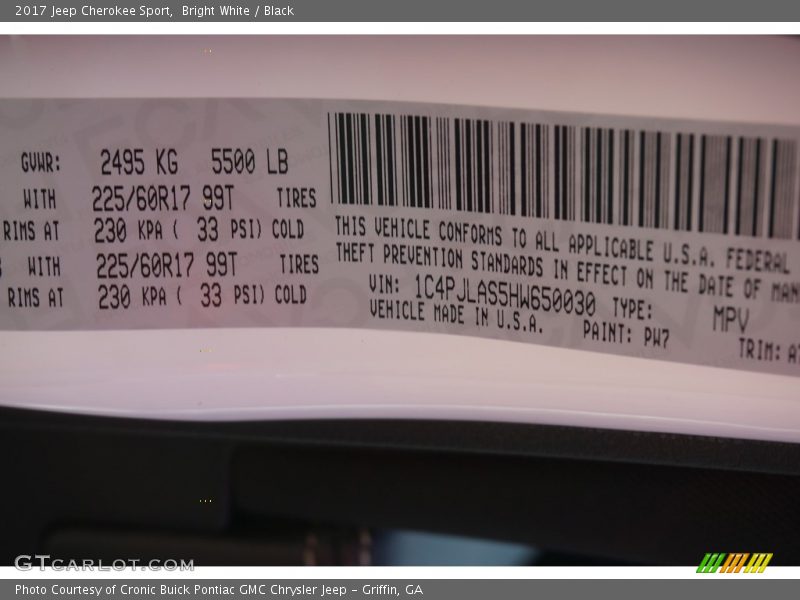 2017 Jeep Cherokee Sport,  Bright White / Black
GVWR: 2495 KG 5500 LB
WITH 225/60R17 99T TIRES
RIMS AT 230 KPA ( 33 PSI) COLD
WITH 225/60R17 99T TIRES
RIMS AT 230 KPA ( 33 PSI) COLD
THIS VEHICLE CONFORMS TO ALL APPLICABLE U.S.A. FEDERAL
THEFT PREVENTION STANDARDS IN EFFECT ON THE DATE OF MAN
VIN: 1C4PJLAS5HW650030 TYPE: MPV
VEHICLE MADE IN U.S.A. PAINT: PW7
TRIM: A
GTCARLOT.COM
Photo Courtesy of Cronic Buick Pontiac GMC Chrysler Jeep - Griffin, GA